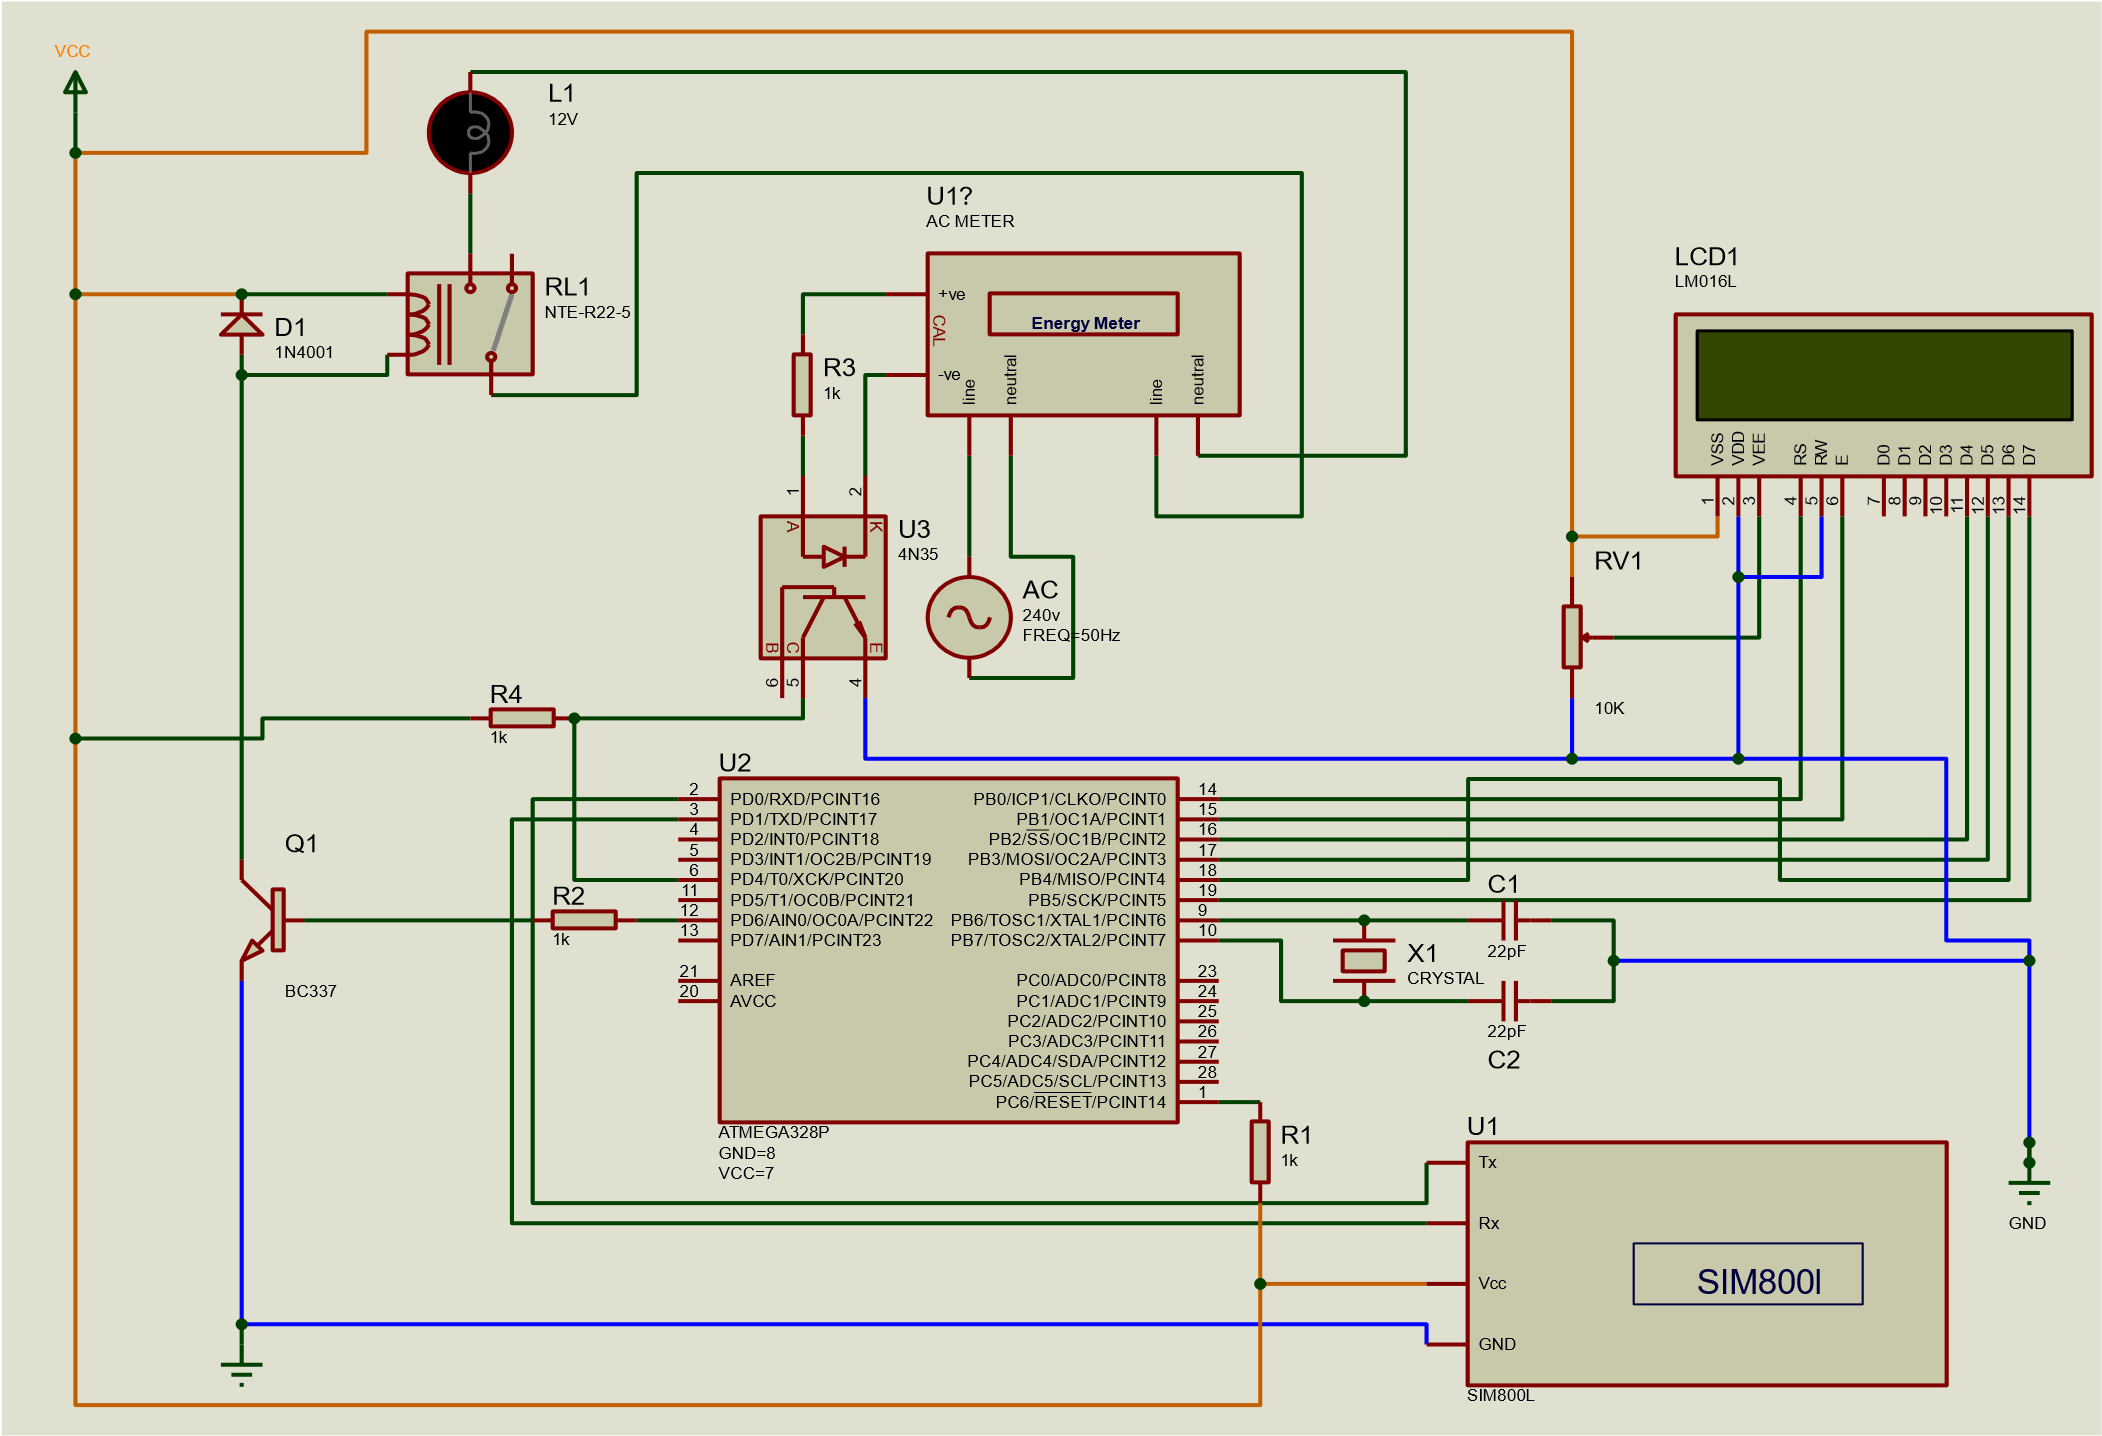 VCC
L1
12V
U1?
AC METER
+ve
CAL
-ve
Energy Meter
line
neutral
line
neutral
RL1
NTE-R22-5
D1
1N4001
R3
1k
LCD1
LM016L
VSS
VDD
VEE
RS
RW
E
D0
D1
D2
D3
D4
D5
D6
D7
1
2
3
4
5
6
7
8
9
10
11
12
13
14
1
2
A
K
U3
4N35
B
C
E
6
5
4
AC
240v
FREQ=50Hz
RV1
10K
R4
1k
U2
2
PD0/RXD/PCINT16
3
PD1/TXD/PCINT17
4
PD2/INT0/PCINT18
5
PD3/INT1/OC2B/PCINT19
6
PD4/T0/XCK/PCINT20
11
PD5/T1/OC0B/PCINT21
12
PD6/AIN0/OC0A/PCINT22
13
PD7/AIN1/PCINT23
21
AREF
20
AVCC
PB0/ICP1/CLKO/PCINT0
14
PB1/OC1A/PCINT1
15
PB2/SS/OC1B/PCINT2
16
PB3/MOSI/OC2A/PCINT3
17
PB4/MISO/PCINT4
18
PB5/SCK/PCINT5
19
PB6/TOSC1/XTAL1/PCINT6
9
PB7/TOSC2/XTAL2/PCINT7
10
PC0/ADC0/PCINT8
23
PC1/ADC1/PCINT9
24
PC2/ADC2/PCINT10
25
PC3/ADC3/PCINT11
26
PC4/ADC4/SDA/PCINT12
27
PC5/ADC5/SCL/PCINT13
28
PC6/RESET/PCINT14
1
ATMEGA328P
GND=8
VCC=7
Q1
BC337
R2
1k
C1
22pF
X1
CRYSTAL
22pF
C2
R1
1k
U1
Tx
Rx
Vcc
GND
SIM800l
SIM800L
GND